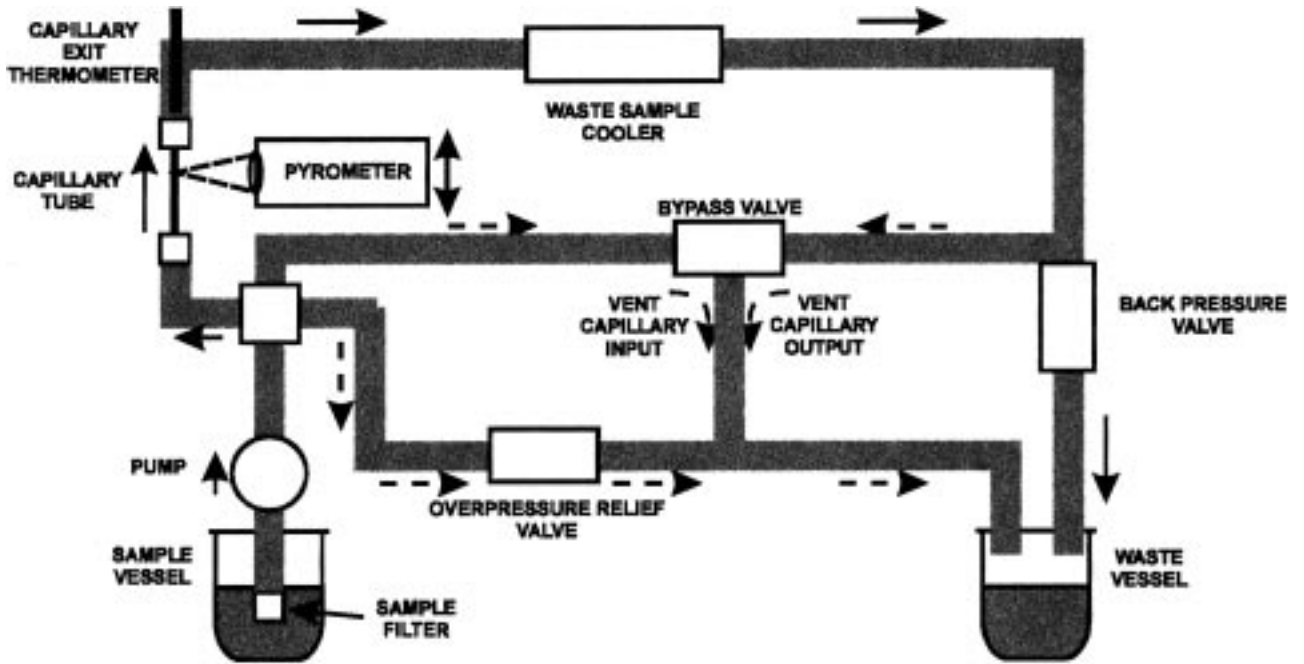 CAPILLARY
EXIT
THERMOMETER
WASTE SAMPLE
COOLER
PYROMETER
CAPILLARY
TUBE
BYPASS VALVE
VENT
CAPILLARY
INPUT
VENT
CAPILLARY
OUTPUT
BACK PRESSURE
VALVE
PUMP
OVERPRESSURE RELIEF
VALVE
SAMPLE
VESSEL
SAMPLE
FILTER
WASTE
VESSEL